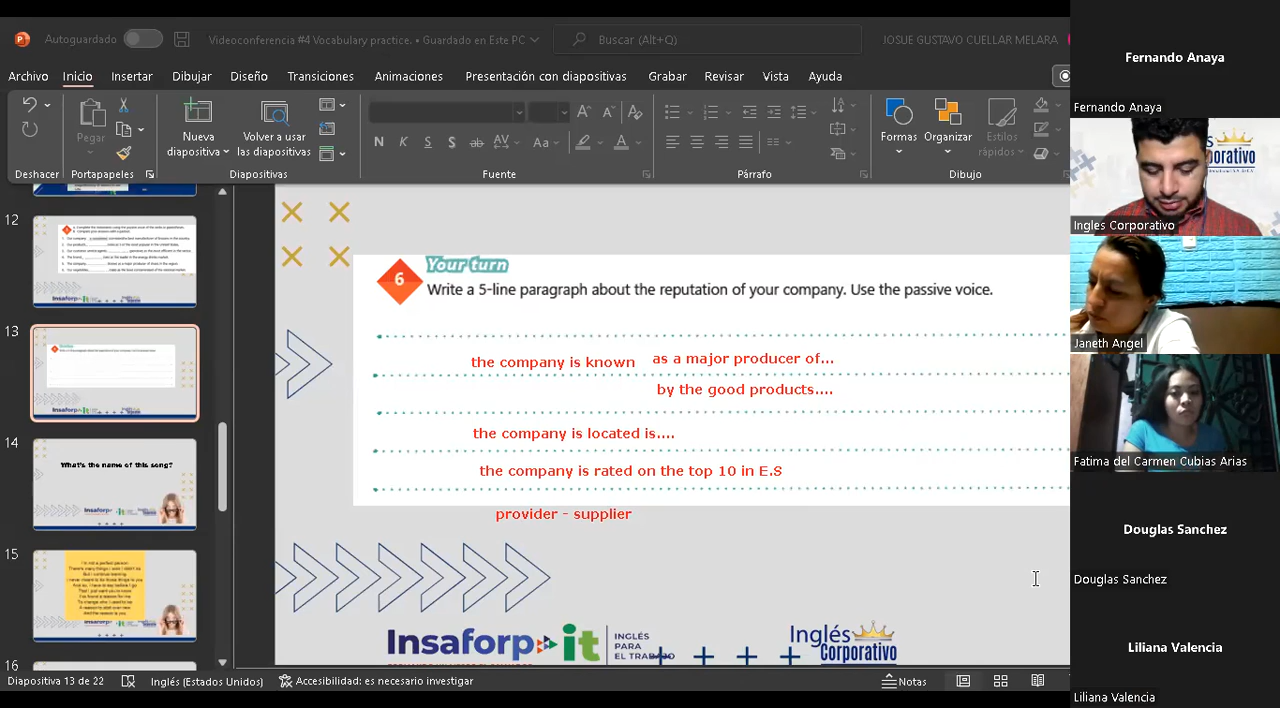 Autoguardado
Videoconferencia #4 Vocabulary practice. • Guardado en Este PC
Buscar (Alt+Q)
JOSUE GUSTAVO CUELLAR MELARA
Archivo Inicio Insertar Dibujar Diseño Transiciones Animaciones Presentación con diapositivas Grabar Revisar Vista Ayuda
Pegar
Nueva diapositiva
Volver a usar las diapositivas
N K S S ab AV Aa A
Formas
Organizar
Estilos rápidos
Deshacer Portapapeles Diapositivas Fuente Párrafo Dibujo
12
13
14
What's the name of this song?
15
I'm not a perfect person
16
6 Your turn
Write a 5-line paragraph about the reputation of your company. Use the passive voice.
the company is known as a major producer of...
by the good products....
the company is located is....
the company is rated on the top 10 in E.S
provider - supplier
Insaforp it
INGLÉS
PARA
EL TRABAJO
Inglés
Corporativo
Diapositiva 13 de 22
Inglés (Estados Unidos)
Accesibilidad: es necesario investigar
Notas
Fernando Anaya
Fernando Anaya
Ingles Corporativo
Janeth Angel
Fatima del Carmen Cubias Arias
Douglas Sanchez
Douglas Sanchez
Liliana Valencia
Liliana Valencia